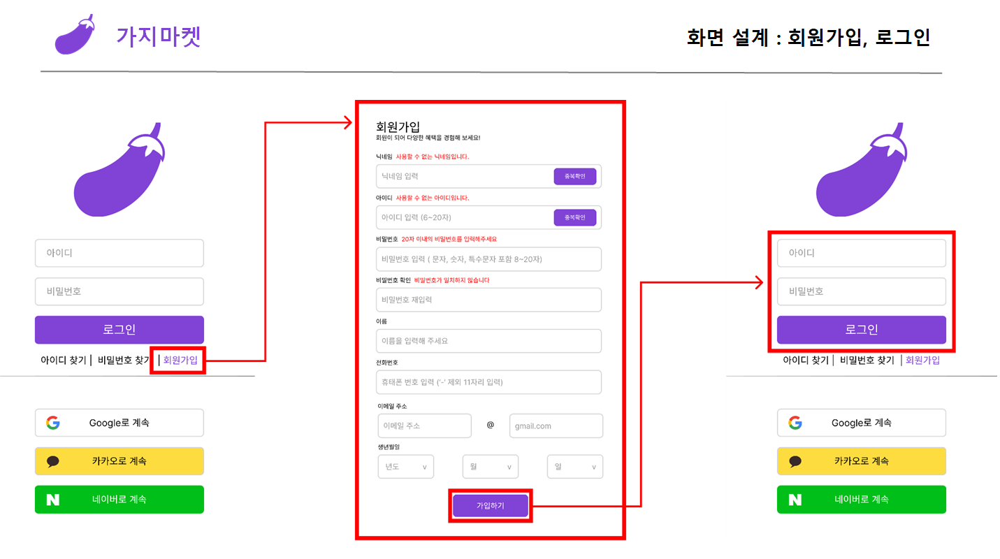 가지마켓
화면 설계 : 회원가입, 로그인
아이디
비밀번호
로그인
아이디 찾기 | 비밀번호 찾기 | 회원가입
Google로 계속
카카오로 계속
N 네이버로 계속
회원가입
회원이 되어 다양한 혜택을 경험해 보세요!
닉네임 사용할 수 없는 닉네임입니다.
닉네임 입력 중복확인
아이디 사용할 수 없는 아이디입니다.
아이디 입력 (6~20자) 중복확인
비밀번호 20자 이내의 비밀번호를 입력해주세요
비밀번호 입력 ( 문자, 숫자, 특수문자 포함 8~20자)
비밀번호 확인 비밀번호가 일치하지 않습니다
비밀번호 재입력
이름
이름을 입력해 주세요
전화번호
휴태폰 번호 입력 (‘-’ 제외 11자리 입력)
이메일 주소
이메일 주소 @ gmail.com
생년월일
년도 v 월 v 일 v
가입하기
아이디
비밀번호
로그인
아이디 찾기 | 비밀번호 찾기 | 회원가입
Google로 계속
카카오로 계속
N 네이버로 계속